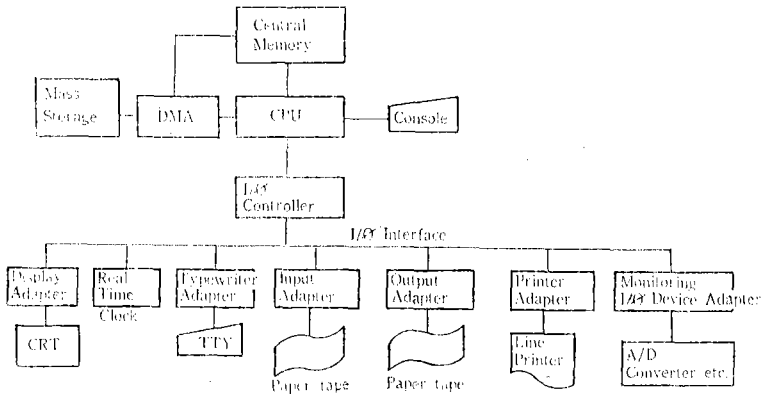 Central
Memory
Mass
Storage
DMA
CPU
Console
I/Ø
Controller
I/Ø Interface
Display
Adapter
Real
Time
Clock
Typewriter
Adapter
Input
Adapter
Output
Adapter
Printer
Adapter
Monitoring
I/Ø Device Adapter
CRT
TTY
Paper tape
Paper tape
Line
Printer
A/D
Converter etc.